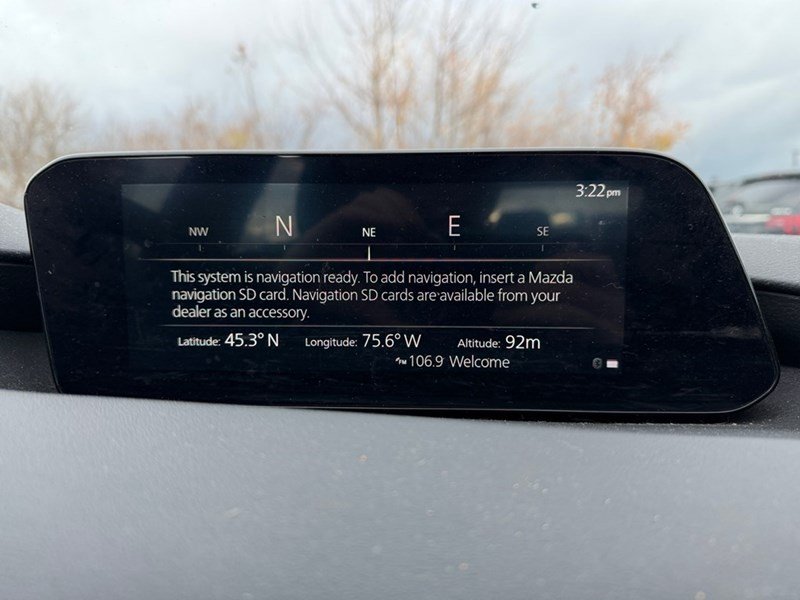 3:22 pm
NW N NE E SE
This system is navigation ready. To add navigation, insert a Mazda
navigation SD card. Navigation SD cards are available from your
dealer as an accessory.
Latitude: 45.3° N Longitude: 75.6° W Altitude: 92m
FM 106.9 Welcome